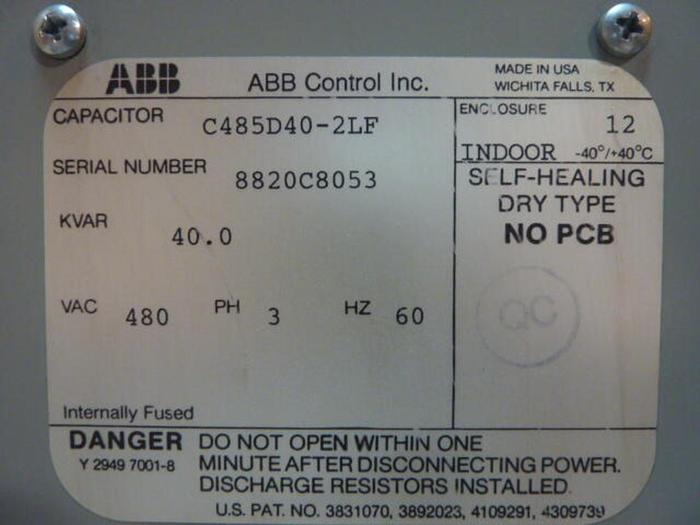 ABB ABB Control Inc. MADE IN USA
WICHITA FALLS, TX
CAPACITOR C485D40-2LF
ENCLOSURE 12
INDOOR -40°/+40°C
SERIAL NUMBER 8820C8053
SELF-HEALING
DRY TYPE
NO PCB
KVAR 40.0
VAC 480 PH 3 HZ 60
QC
Internally Fused
DANGER DO NOT OPEN WITHIN ONE
Y 2949 7001-8 MINUTE AFTER DISCONNECTING POWER.
DISCHARGE RESISTORS INSTALLED.
U.S. PAT. NO. 3831070, 3892023, 4109291, 4309739